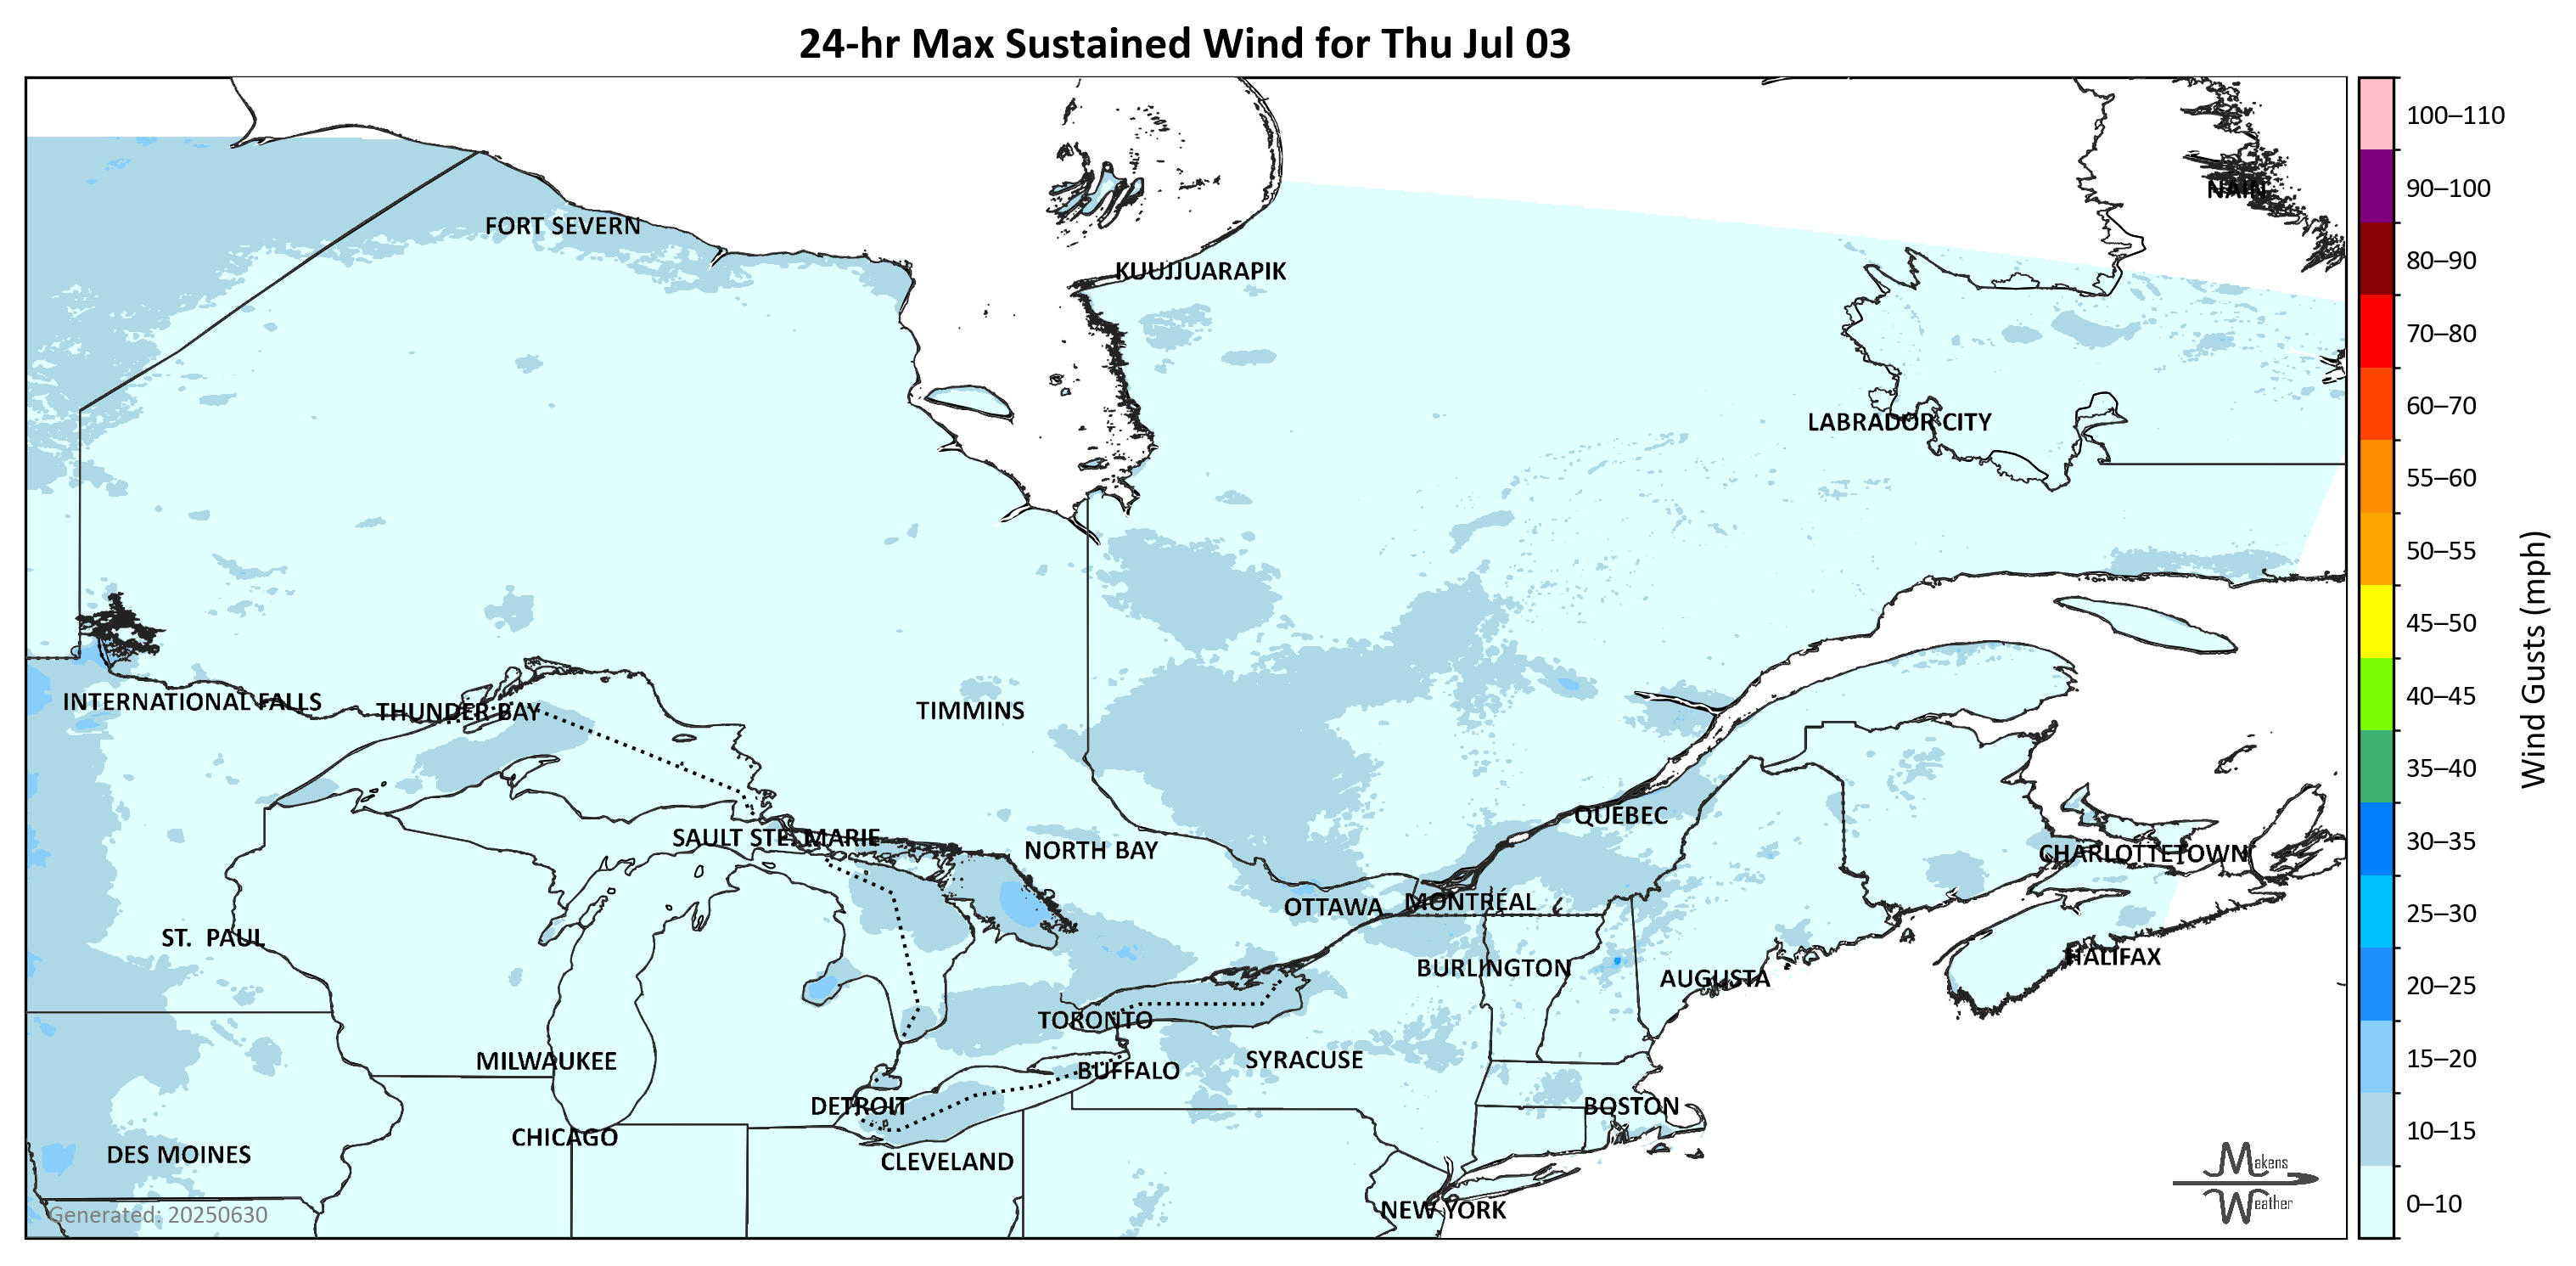 24-hr Max Sustained Wind for Thu Jul 03
100–110
90–100
NAIN
FORT SEVERN
80–90
KUUJJUARAPIK
70–80
60–70
LABRADOR CITY
55–60
50–55
45–50
Wind Gusts (mph)
INTERNATIONAL FALLS
THUNDER BAY
TIMMINS
40–45
35–40
QUEBEC
SAULT STE. MARIE
NORTH BAY
CHARLOTTETOWN
30–35
OTTAWA
MONTRÉAL
25–30
ST. PAUL
BURLINGTON
AUGUSTA
HALIFAX
20–25
TORONTO
MILWAUKEE
BUFFALO
SYRACUSE
15–20
DETROIT
BOSTON
CHICAGO
10–15
DES MOINES
CLEVELAND
Makens
Weather
NEW YORK
0–10
Generated: 20250630